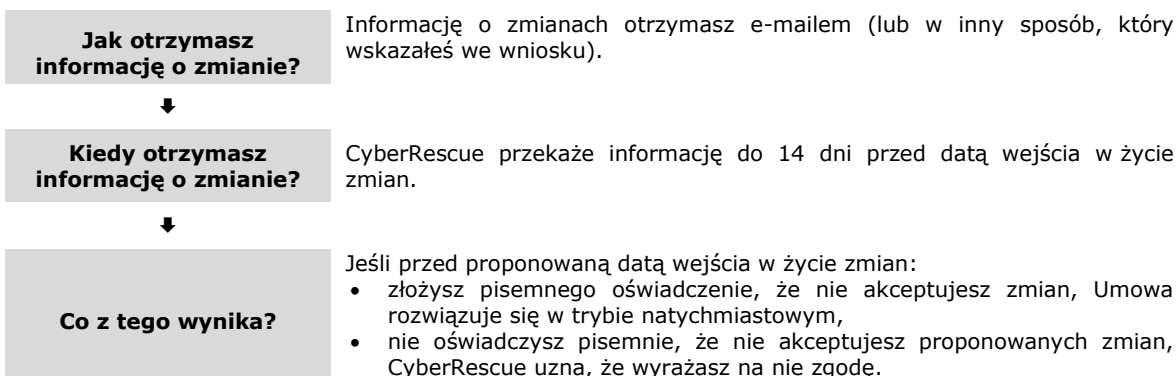 Jak otrzymasz
informację o zmianie?
Informację o zmianach otrzymasz e-mailem (lub w inny sposób, który
wskazałeś we wniosku).
Kiedy otrzymasz
informację o zmianie?
CyberRescue przekaże informację do 14 dni przed datą wejścia w życie
zmian.
Co z tego wynika?
Jeśli przed proponowaną datą wejścia w życie zmian:
• złożysz pisemnego oświadczenie, że nie akceptujesz zmian, Umowa
rozwiązuje się w trybie natychmiastowym,
• nie oświadczysz pisemnie, że nie akceptujesz proponowanych zmian,
CyberRescue uzna, że wyrażasz na nie zgodę.